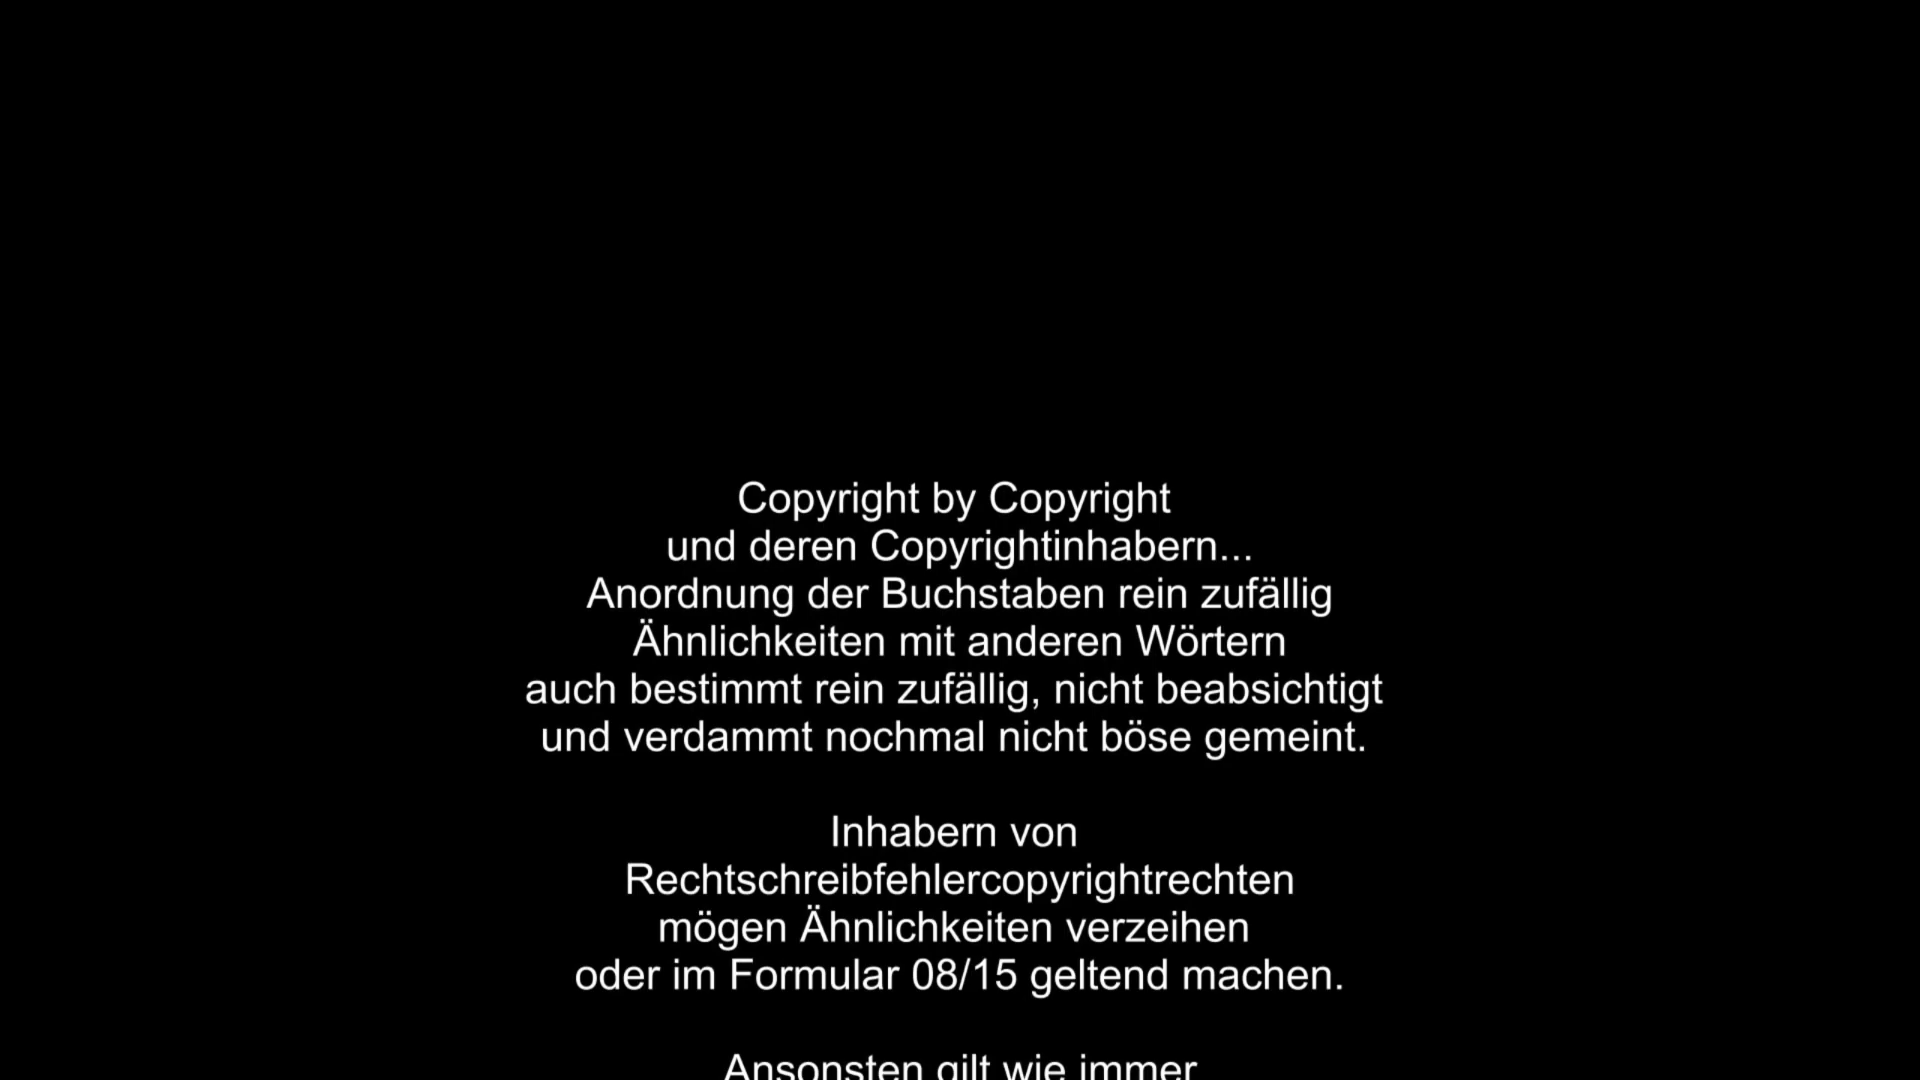 Copyright by Copyright
und deren Copyrightinhabern...
Anordnung der Buchstaben rein zufällig
Ähnlichkeiten mit anderen Wörtern
auch bestimmt rein zufällig, nicht beabsichtigt
und verdammt nochmal nicht böse gemeint.
Inhabern von
Rechtschreibfehlercopyrightrechten
mögen Ähnlichkeiten verzeihen
oder im Formular 08/15 geltend machen.
Ansonsten gilt wie immer